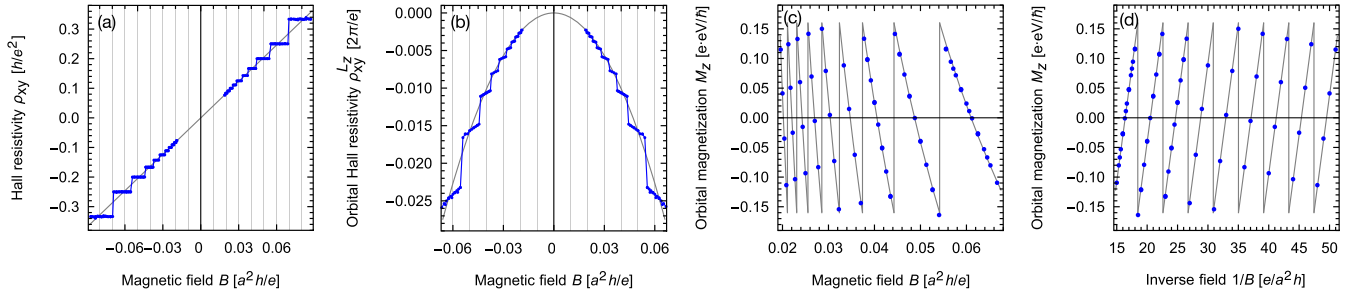 (a)
Hall resistivity ρxy [h/e²]
0.3
0.2
0.1
0.0
−0.1
−0.2
−0.3
−0.06 −0.03 0 0.03 0.06
Magnetic field B [a² h/e]
(b)
Orbital Hall resistivity ρ^Lz_xy [2π/e]
0.000
−0.005
−0.010
−0.015
−0.020
−0.025
−0.06 −0.03 0 0.03 0.06
Magnetic field B [a² h/e]
(c)
Orbital magnetization Mz [e·eV/ℏ]
0.15
0.10
0.05
0.00
−0.05
−0.10
−0.15
0.02 0.03 0.04 0.05 0.06
Magnetic field B [a² h/e]
(d)
Orbital magnetization Mz [e·eV/ℏ]
0.15
0.10
0.05
0.00
−0.05
−0.10
−0.15
15 20 25 30 35 40 45 50
Inverse field 1/B [e/a² h]